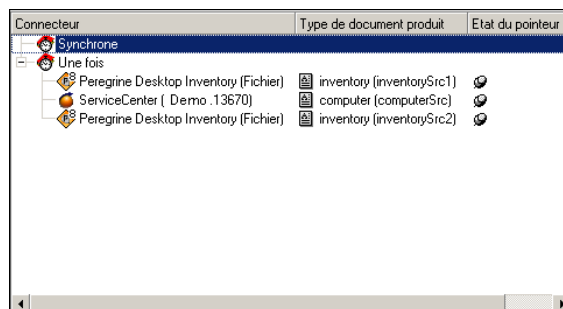 Connecteur Type de document produit Etat du pointeur
Synchrone
Une fois
Peregrine Desktop Inventory (Fichier) inventory (inventorySrc1)
ServiceCenter ( Demo .13670) computer (computerSrc)
Peregrine Desktop Inventory (Fichier) inventory (inventorySrc2)